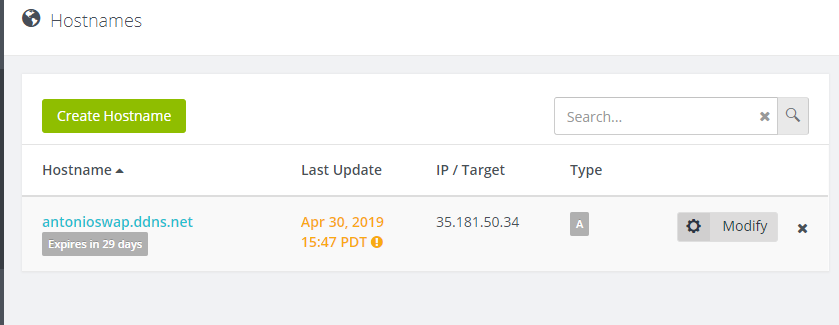 Hostnames
Create Hostname
Search...
Hostname Last Update IP / Target Type
antonioswap.ddns.net Apr 30, 2019 35.181.50.34 A Modify
Expires in 29 days 15:47 PDT